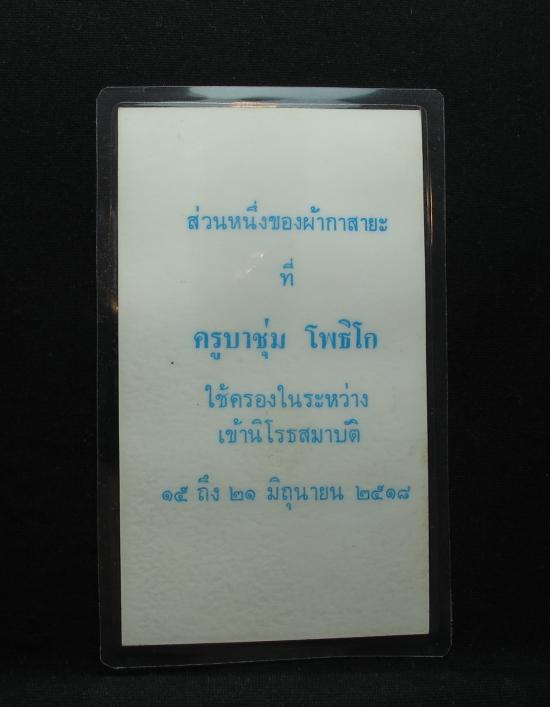 ส่วนหนึ่งของผ้ากาสายะ
ที่
ครูบาชุ่ม โพธิโก
ใช้ครองในระหว่าง
เข้านิโรธสมาบัติ
๑๕ ถึง ๒๑ มิถุนายน ๒๕๑๘